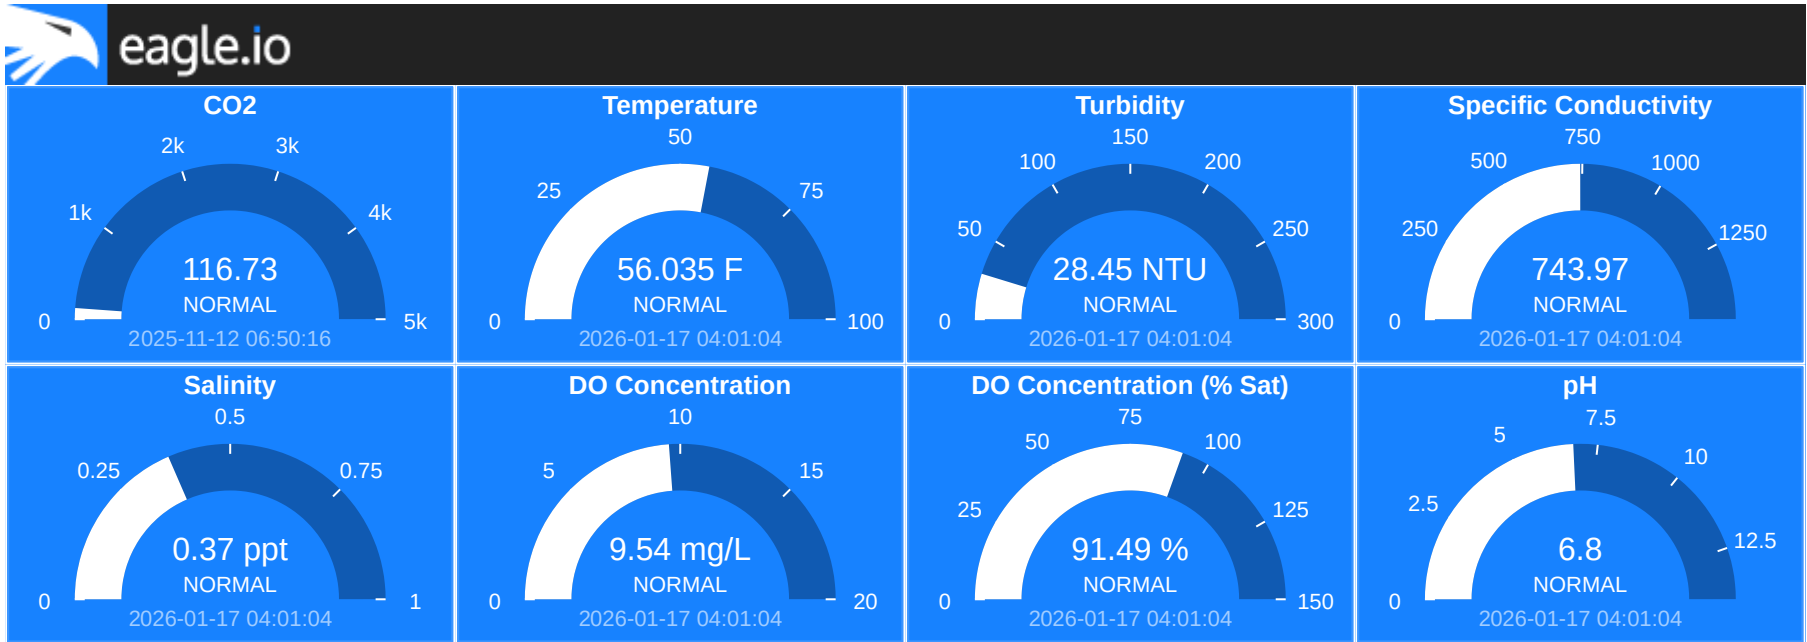 eagle.io
CO2
0
1k
2k
3k
4k
5k
116.73
NORMAL
2025-11-12 06:50:16
Temperature
0
25
50
75
100
56.035 F
NORMAL
2026-01-17 04:01:04
Turbidity
0
50
100
150
200
250
300
28.45 NTU
NORMAL
2026-01-17 04:01:04
Specific Conductivity
0
250
500
750
1000
1250
743.97
NORMAL
2026-01-17 04:01:04
Salinity
0
0.25
0.5
0.75
1
0.37 ppt
NORMAL
2026-01-17 04:01:04
DO Concentration
0
5
10
15
20
9.54 mg/L
NORMAL
2026-01-17 04:01:04
DO Concentration (% Sat)
0
25
50
75
100
125
150
91.49 %
NORMAL
2026-01-17 04:01:04
pH
0
2.5
5
7.5
10
12.5
6.8
NORMAL
2026-01-17 04:01:04